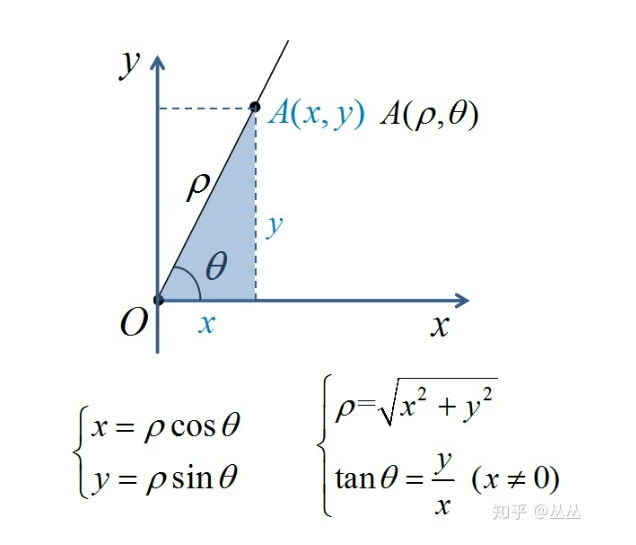 y
A(x, y) A(ρ,θ)
ρ
y
θ
O x x
x = ρ cos θ
y = ρ sin θ
ρ=√x² + y²
tan θ = y/x (x ≠ 0)
知乎 @丛丛